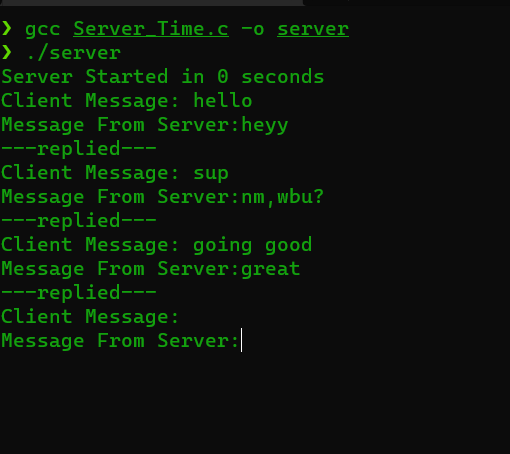 ❯ gcc Server_Time.c -o server
❯ ./server
Server Started in 0 seconds
Client Message: hello
Message From Server:heyy
---replied---
Client Message: sup
Message From Server:nm,wbu?
---replied---
Client Message: going good
Message From Server:great
---replied---
Client Message:
Message From Server: